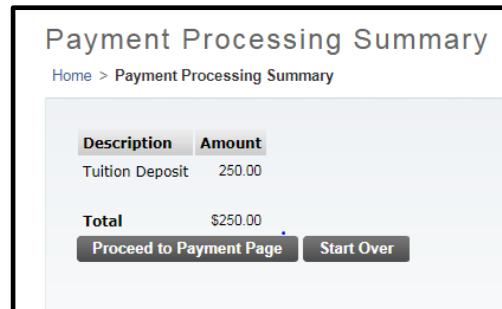 Payment Processing Summary
Home > Payment Processing Summary
Description Amount
Tuition Deposit 250.00
Total $250.00
Proceed to Payment Page Start Over